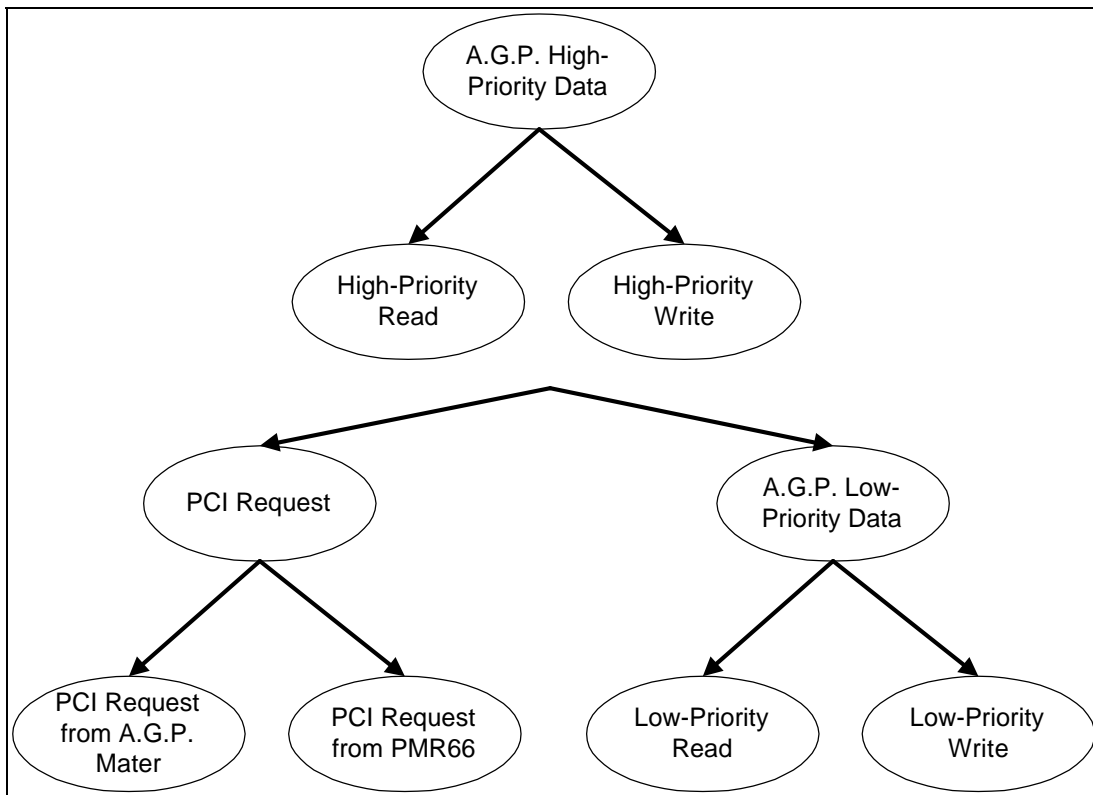 A.G.P. High-
Priority Data
High-Priority
Read
High-Priority
Write
PCI Request
A.G.P. Low-
Priority Data
PCI Request
from A.G.P.
Mater
PCI Request
from PMR66
Low-Priority
Read
Low-Priority
Write